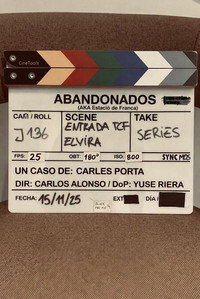 CineTools
ABANDONADOS
(AKA Estació de Franca)
CAM / ROLL
SCENE
TAKE
J136
ENTRADA TCF
ELVIRA
SERIES
FPS: 25
OBT: 180°
ISO: 800
SYNC MOS
UN CASO DE: CARLES PORTA
DIR: CARLOS ALONSO / DoP: YUSE RIERA
FECHA: 15/11/25
EXT
DÍA /